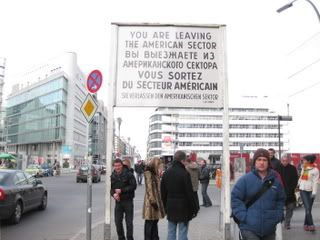 YOU ARE LEAVING
THE AMERICAN SECTOR
ВЫ ВЫЕЗЖАЕТЕ ИЗ
АМЕРИКАНСКОГО СЕКТОРА
VOUS SORTEZ
DU SECTEUR AMÉRICAIN
SIE VERLASSEN DEN AMERIKANISCHEN SEKTOR